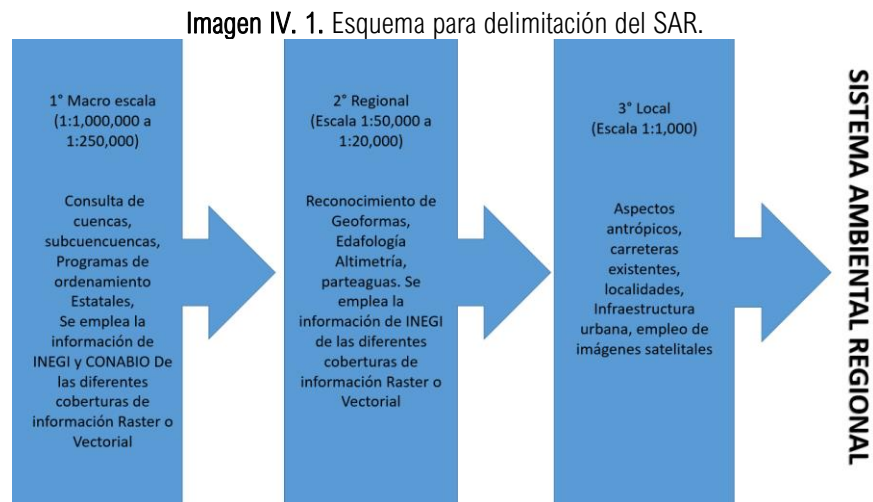 Imagen IV. 1. Esquema para delimitación del SAR.
1° Macro escala
(1:1,000,000 a
1:250,000)
Consulta de
cuencas,
subcuencuencas,
Programas de
ordenamiento
Estatales,
Se emplea la
información de
INEGI y CONABIO De
las diferentes
coberturas de
información Raster o
Vectorial
2° Regional
(Escala 1:50,000 a
1:20,000)
Reconocimiento de
Geoformas,
Edafología
Altimetría,
parteaguas. Se
emplea la
información de INEGI
de las diferentes
coberturas de
información Raster o
Vectorial
3° Local
(Escala 1:1,000)
Aspectos
antrópicos,
carreteras
existentes,
localidades,
Infraestructura
urbana, empleo de
imágenes satelitales
SISTEMA AMBIENTAL REGIONAL